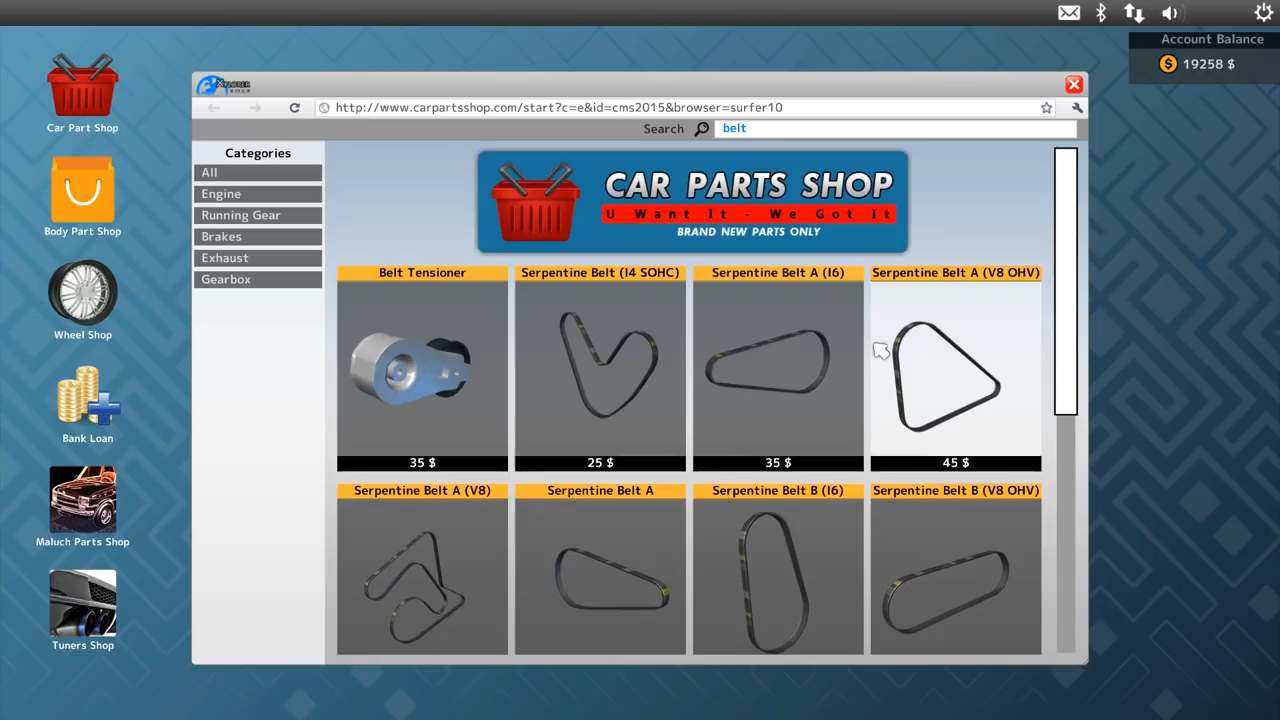 Account Balance
19258 $
Car Part Shop
Body Part Shop
Wheel Shop
Bank Loan
Maluch Parts Shop
Tuners Shop
XPLORER
http://www.carpartsshop.com/start?c=e&id=cms2015&browser=surfer10
Search
belt
Categories
All
Engine
Running Gear
Brakes
Exhaust
Gearbox
CAR PARTS SHOP
U Want It - We Got It
BRAND NEW PARTS ONLY
Belt Tensioner
35 $
Serpentine Belt (I4 SOHC)
25 $
Serpentine Belt A (I6)
35 $
Serpentine Belt A (V8 OHV)
45 $
Serpentine Belt A (V8)
Serpentine Belt A
Serpentine Belt B (I6)
Serpentine Belt B (V8 OHV)